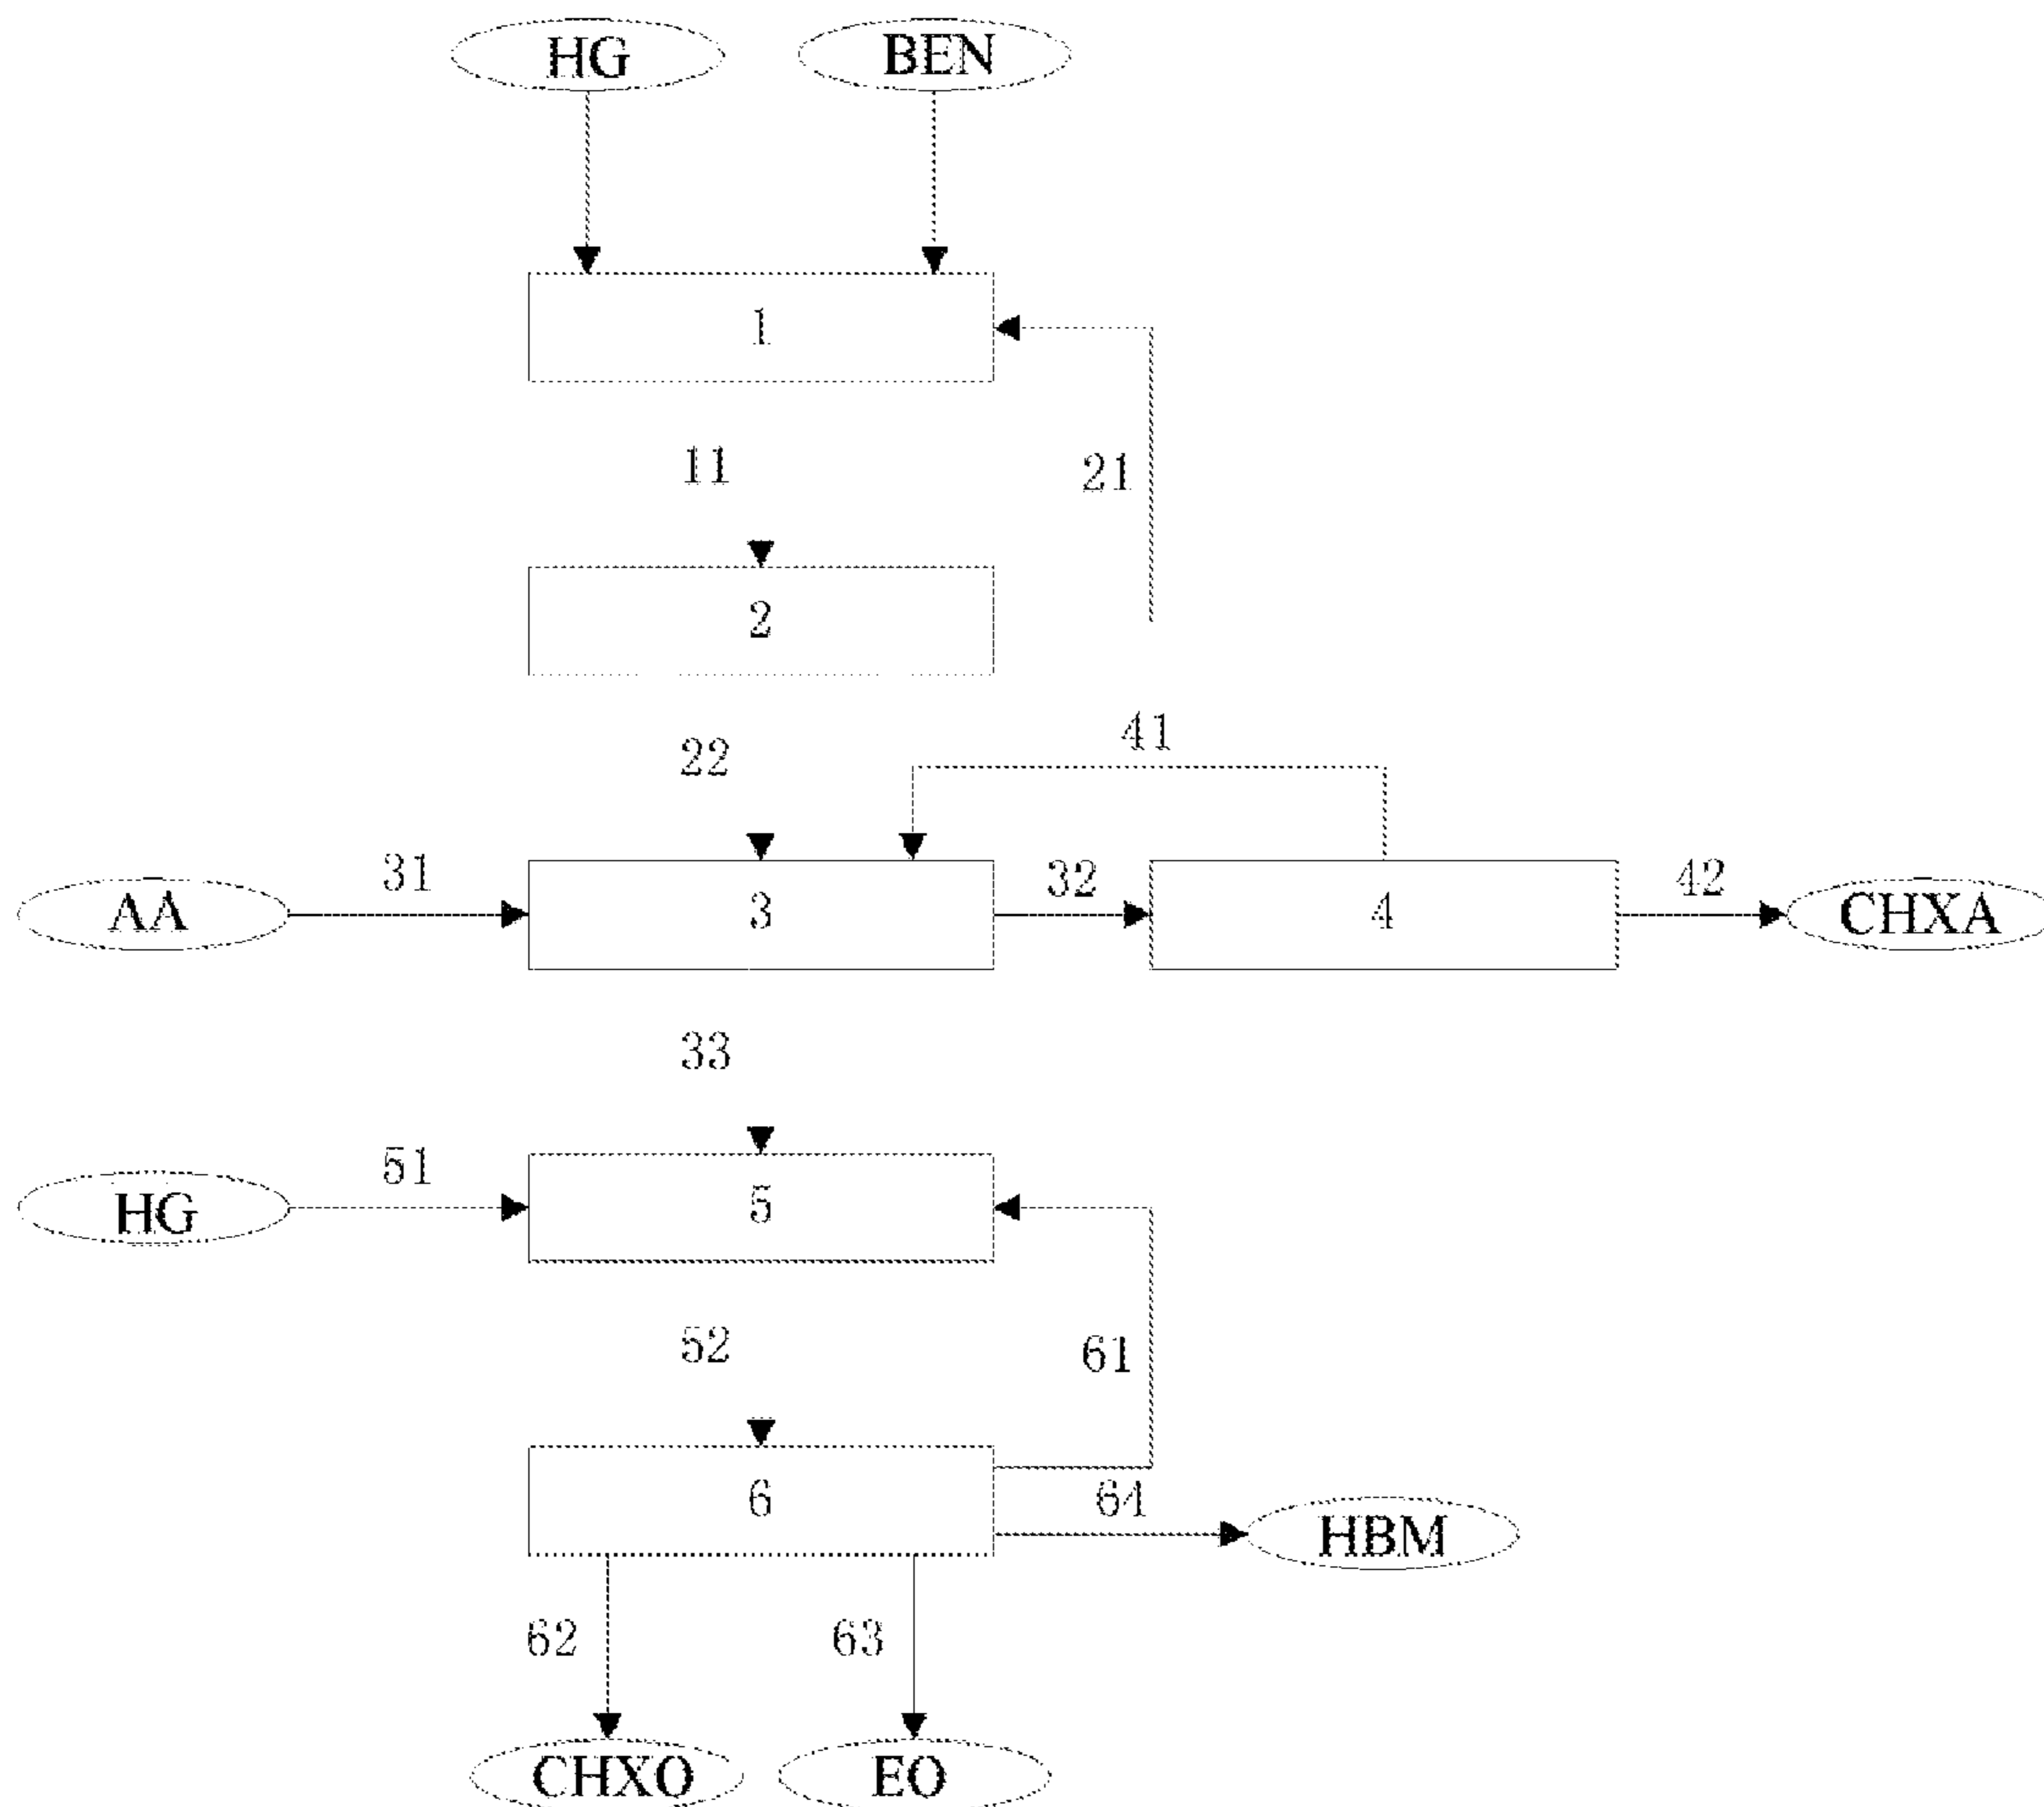 HG BEN
1
11 21
2
22 41
AA 31 3 32 4 42 CHXA
33
HG 51 5
52 61
6 64 HBM
62 63
CHXO EO